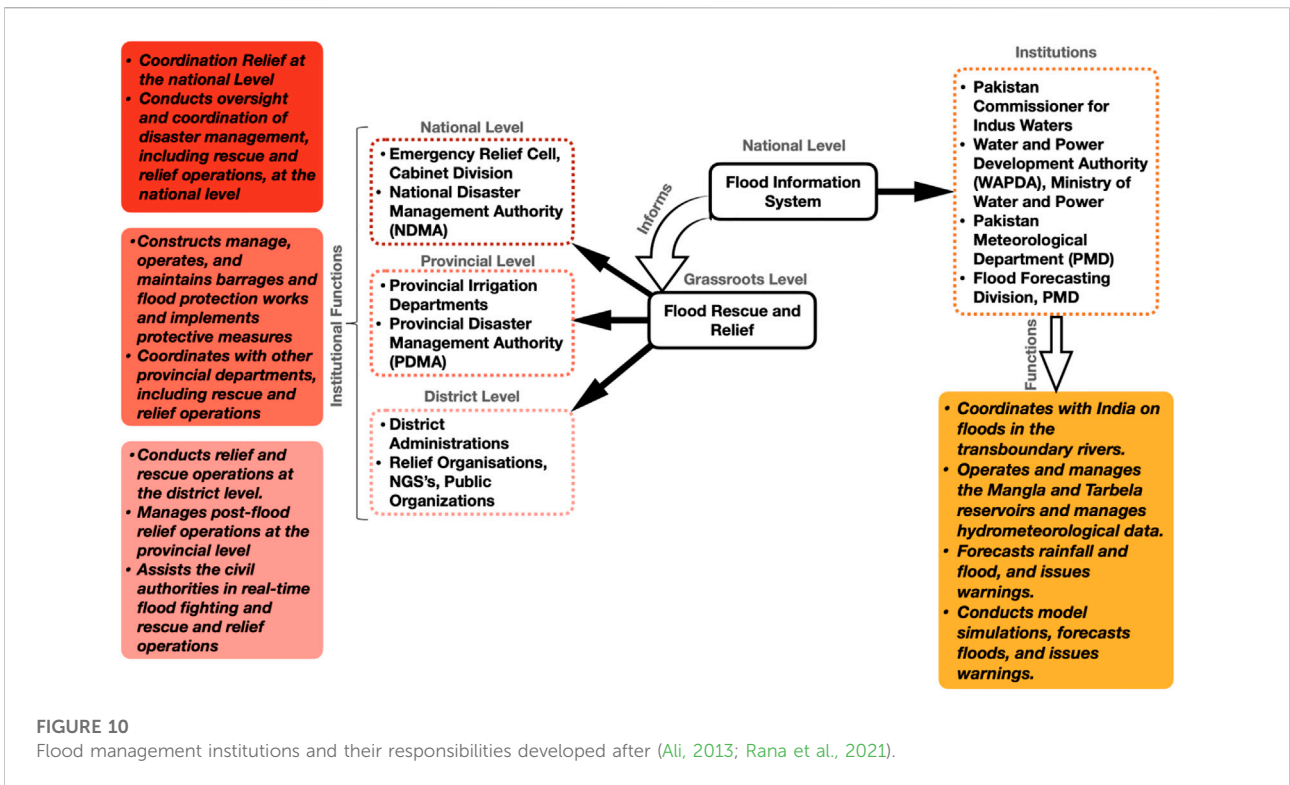 • Coordination Relief at
the national Level
• Conducts oversight
and coordination of
disaster management,
including rescue and
relief operations, at the
national level
• Constructs manage,
operates, and
maintains barrages and
flood protection works
and implements
protective measures
• Coordinates with other
provincial departments,
including rescue and
relief operations
• Conducts relief and
rescue operations at
the district level.
• Manages post-flood
relief operations at the
provincial level
• Assists the civil
authorities in real-time
flood fighting and
rescue and relief
operations
Institutional Functions
National Level
• Emergency Relief Cell,
Cabinet Division
• National Disaster
Management Authority
(NDMA)
Provincial Level
• Provincial Irrigation
Departments
• Provincial Disaster
Management Authority
(PDMA)
District Level
• District
Administrations
• Relief Organisations,
NGS's, Public
Organizations
National Level
Flood Information
System
Informs
Grassroots Level
Flood Rescue and
Relief
Institutions
• Pakistan
Commissioner for
Indus Waters
• Water and Power
Development Authority
(WAPDA), Ministry of
Water and Power
• Pakistan
Meteorological
Department (PMD)
• Flood Forecasting
Division, PMD
Functions
• Coordinates with India on
floods in the
transboundary rivers.
• Operates and manages
the Mangla and Tarbela
reservoirs and manages
hydrometeorological data.
• Forecasts rainfall and
flood, and issues
warnings.
• Conducts model
simulations, forecasts
floods, and issues
warnings.
FIGURE 10
Flood management institutions and their responsibilities developed after (Ali, 2013; Rana et al., 2021).